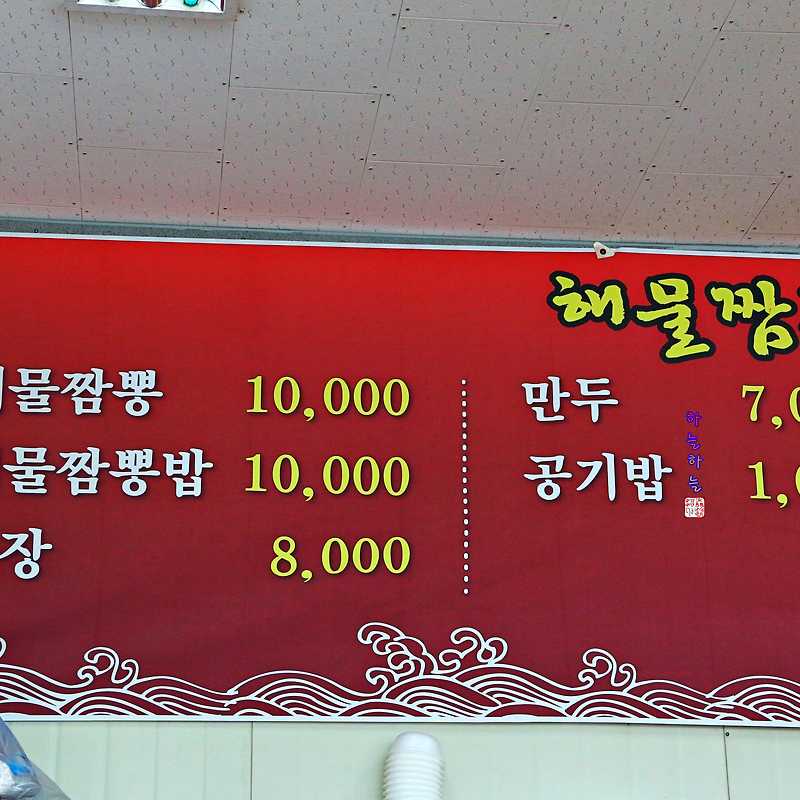 해물짬
물짬뽕 10,000
물짬뽕밥 10,000
장 8,000
만두 7,0
공기밥 1,0
하늘하늘